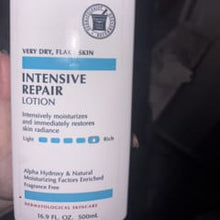 VERY DRY, FLAKY SKIN
INTENSIVE
REPAIR
LOTION
Intensively moisturizes
and immediately restores
skin radiance
Light Rich
Alpha Hydroxy & Natural
Moisturizing Factors Enriched
Fragrance Free
DERMATOLOGICAL SKINCARE
16.9 FL. OZ. 500mL